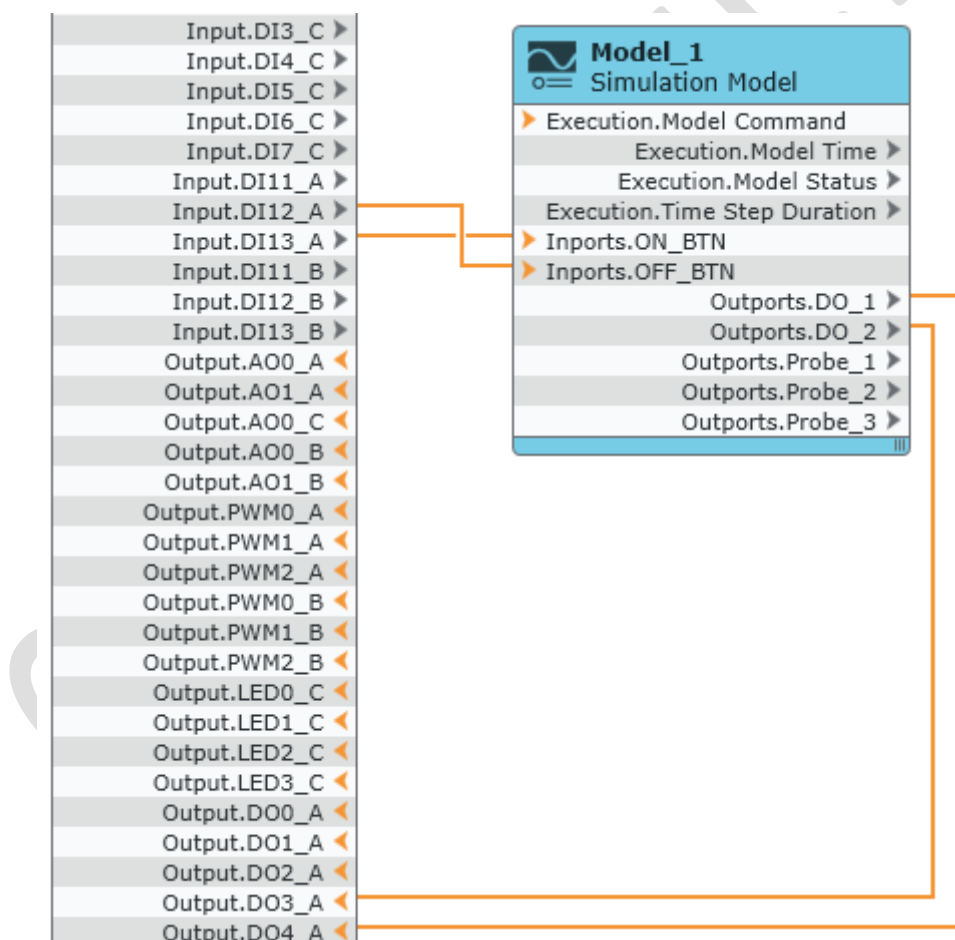 Input.DI3_C
Input.DI4_C
Input.DI5_C
Input.DI6_C
Input.DI7_C
Input.DI11_A
Input.DI12_A
Input.DI13_A
Input.DI11_B
Input.DI12_B
Input.DI13_B
Output.AO0_A
Output.AO1_A
Output.AO0_C
Output.AO0_B
Output.AO1_B
Output.PWM0_A
Output.PWM1_A
Output.PWM2_A
Output.PWM0_B
Output.PWM1_B
Output.PWM2_B
Output.LED0_C
Output.LED1_C
Output.LED2_C
Output.LED3_C
Output.DO0_A
Output.DO1_A
Output.DO2_A
Output.DO3_A
Output.DO4_A
Model_1
Simulation Model
Execution.Model Command
Execution.Model Time
Execution.Model Status
Execution.Time Step Duration
Inports.ON_BTN
Inports.OFF_BTN
Outports.DO_1
Outports.DO_2
Outports.Probe_1
Outports.Probe_2
Outports.Probe_3